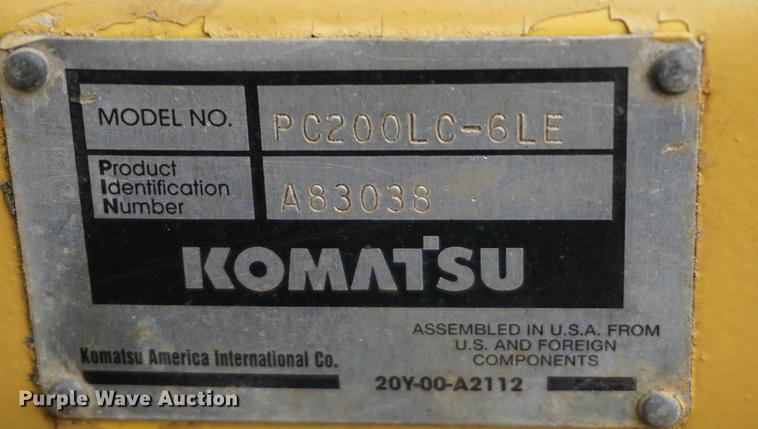 MODEL NO. PC200LC-6LE
Product
Identification
Number
A83038
KOMATSU
ASSEMBLED IN U.S.A. FROM
U.S. AND FOREIGN
COMPONENTS
Komatsu America International Co.
20Y-00-A2112
Purple Wave Auction